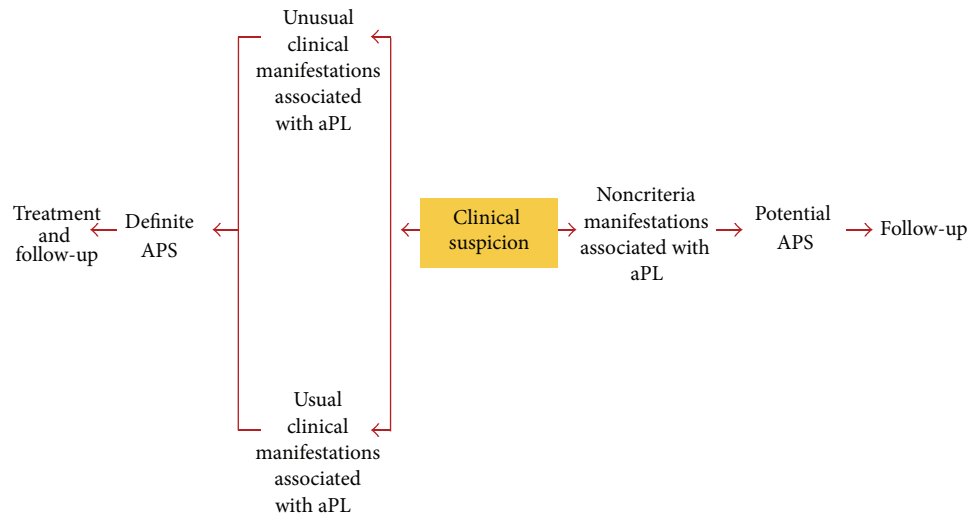 Unusual
clinical
manifestations
associated
with aPL
Treatment
and
follow-up
Definite
APS
Clinical
suspicion
Noncriteria
manifestations
associated with
aPL
Potential
APS
Follow-up
Usual
clinical
manifestations
associated
with aPL